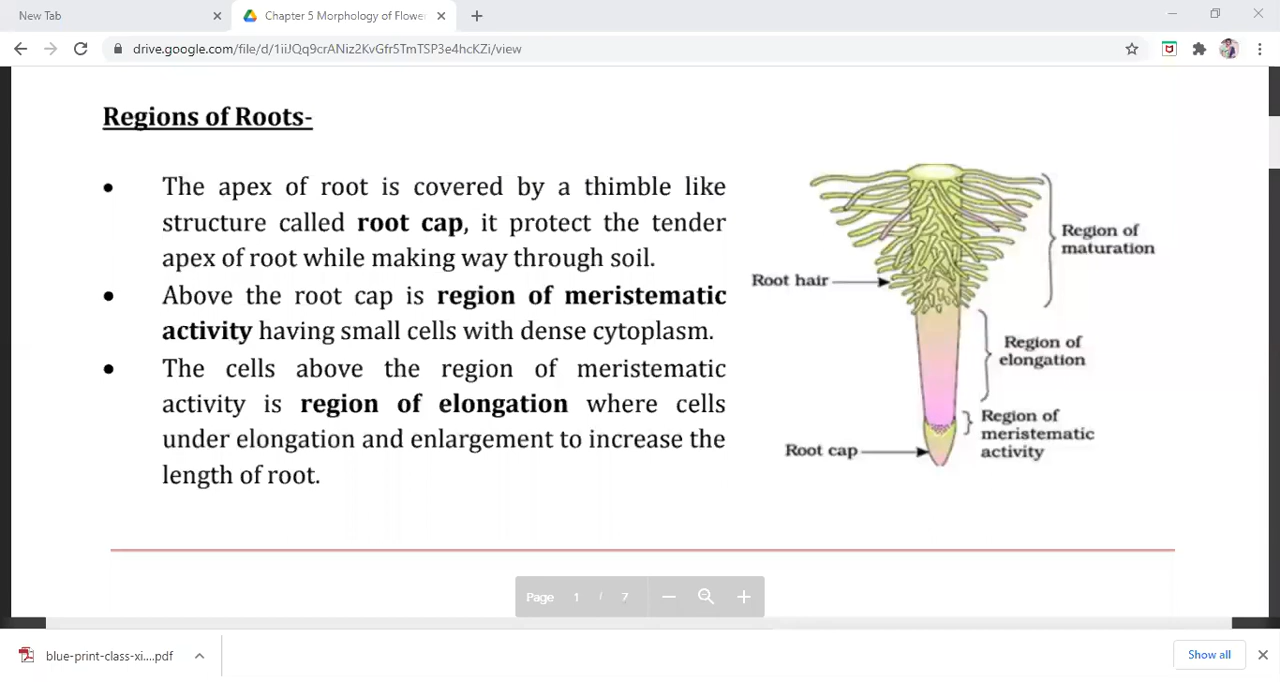 New Tab
Chapter 5 Morphology of Flower
drive.google.com/file/d/1iiJQq9crANiz2KvGfr5TmTSP3e4hcKZi/view
Regions of Roots-
• The apex of root is covered by a thimble like
structure called root cap, it protect the tender
apex of root while making way through soil.
• Above the root cap is region of meristematic
activity having small cells with dense cytoplasm.
• The cells above the region of meristematic
activity is region of elongation where cells
under elongation and enlargement to increase the
length of root.
Region of
maturation
Root hair
Region of
elongation
Region of
meristematic
activity
Root cap
Page 1 / 7
blue-print-class-xi....pdf
Show all